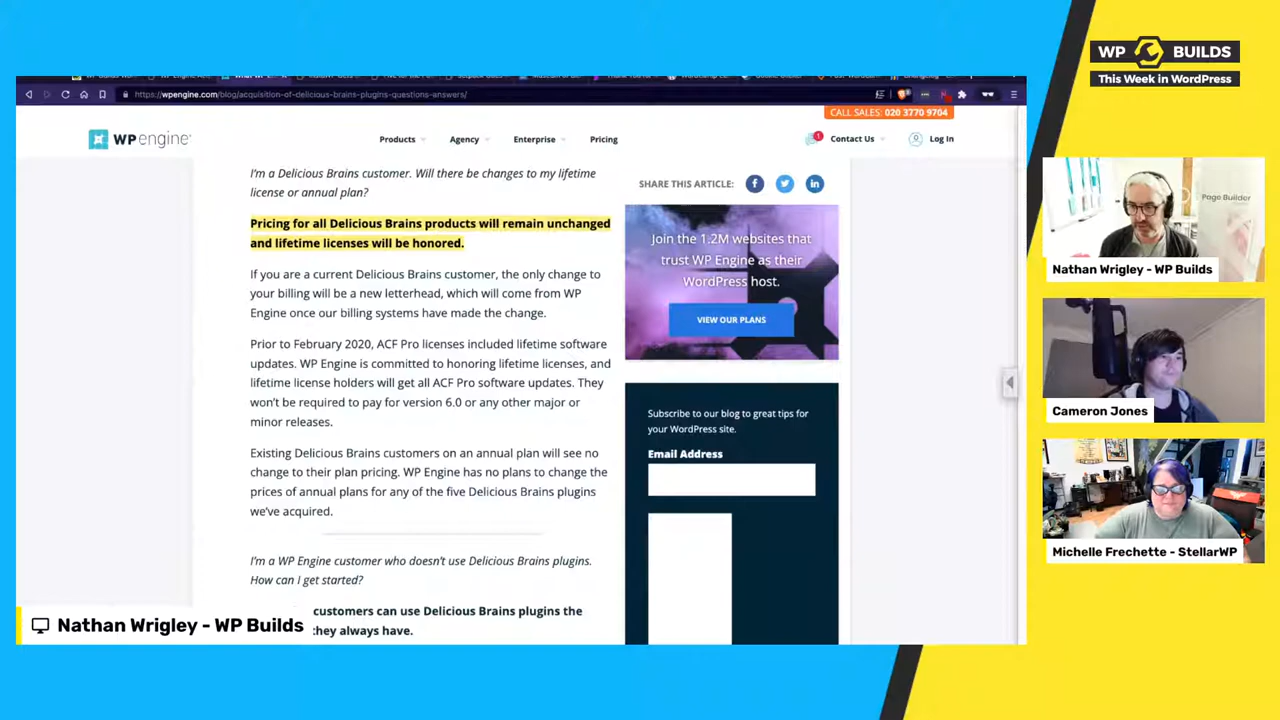 WP BUILDS
This Week in WordPress
https://wpengine.com/blog/acquisition-of-delicious-brains-plugins-questions-answers/
CALL SALES: 020 3770 9704
WPengine
Products
Agency
Enterprise
Pricing
1
Contact Us
Log In
I'm a Delicious Brains customer. Will there be changes to my lifetime
license or annual plan?
Pricing for all Delicious Brains products will remain unchanged
and lifetime licenses will be honored.
If you are a current Delicious Brains customer, the only change to
your billing will be a new letterhead, which will come from WP
Engine once our billing systems have made the change.
Prior to February 2020, ACF Pro licenses included lifetime software
updates. WP Engine is committed to honoring lifetime licenses, and
lifetime license holders will get all ACF Pro software updates. They
won't be required to pay for version 6.0 or any other major or
minor releases.
Existing Delicious Brains customers on an annual plan will see no
change to their plan pricing. WP Engine has no plans to change the
prices of annual plans for any of the five Delicious Brains plugins
we've acquired.
I'm a WP Engine customer who doesn't use Delicious Brains plugins.
How can I get started?
customers can use Delicious Brains plugins the
they always have.
SHARE THIS ARTICLE:
Join the 1.2M websites that
trust WP Engine as their
WordPress host.
VIEW OUR PLANS
Subscribe to our blog to great tips for
your WordPress site.
Email Address
Nathan Wrigley - WP Builds
Page Builder
Nathan Wrigley - WP Builds
Cameron Jones
Michelle Frechette - StellarWP